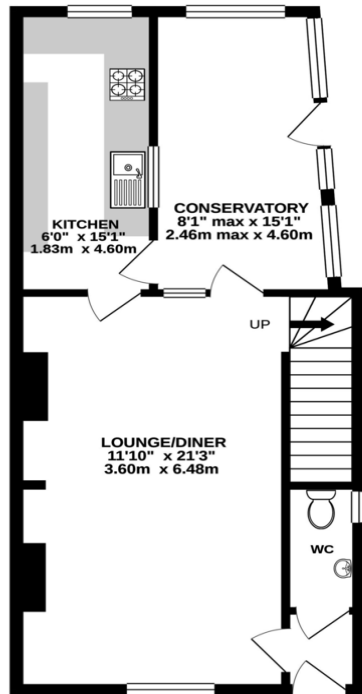 KITCHEN
6'0" x 15'1"
1.83m x 4.60m
CONSERVATORY
8'1" max x 15'1"
2.46m max x 4.60m
UP
LOUNGE/DINER
11'10" x 21'3"
3.60m x 6.48m
WC